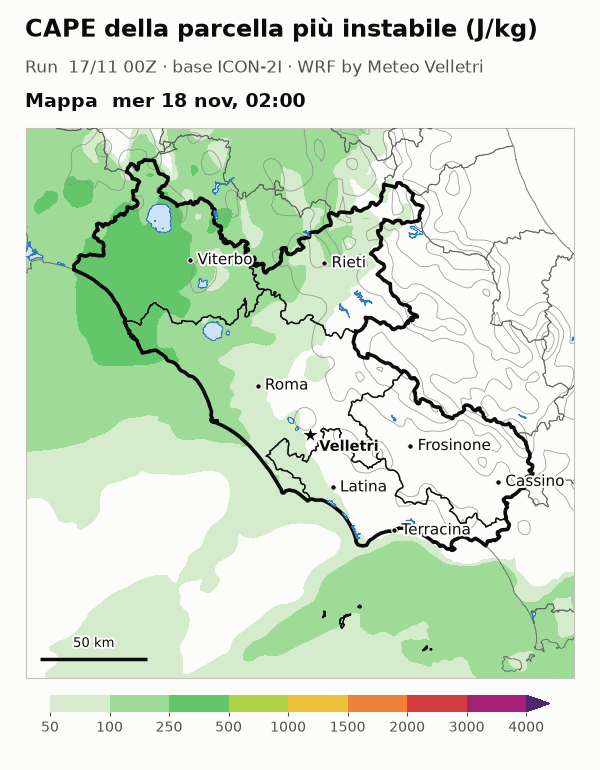 CAPE della parcella più instabile (J/kg)
Run  17/11 00Z · base ICON-2I · WRF by Meteo Velletri
Mappa  mer 18 nov, 02:00
Viterbo
Rieti
Roma
Velletri
Frosinone
Cassino
Latina
Terracina
50 km
50 100 250 500 1000 1500 2000 3000 4000